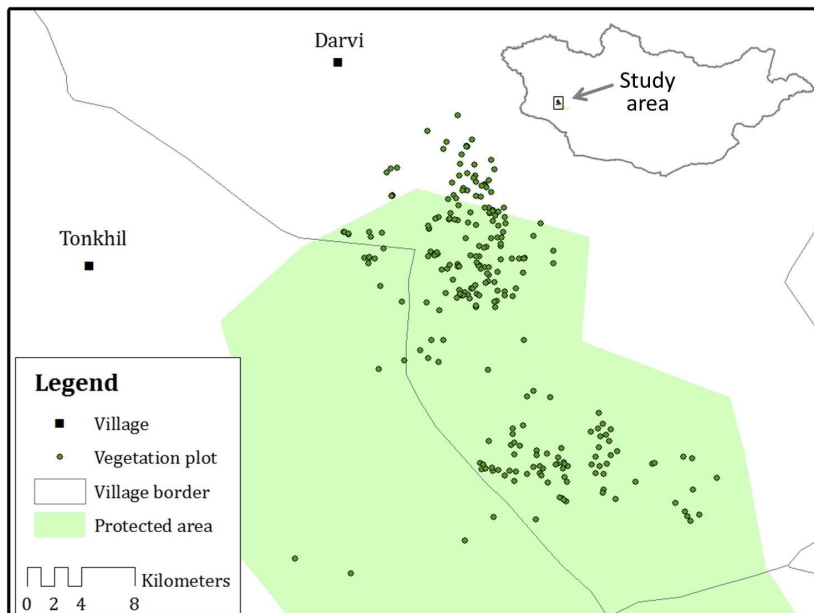 Darvi
Study
area
Tonkhil
Legend
Village
Vegetation plot
Village border
Protected area
Kilometers
0 2 4 8